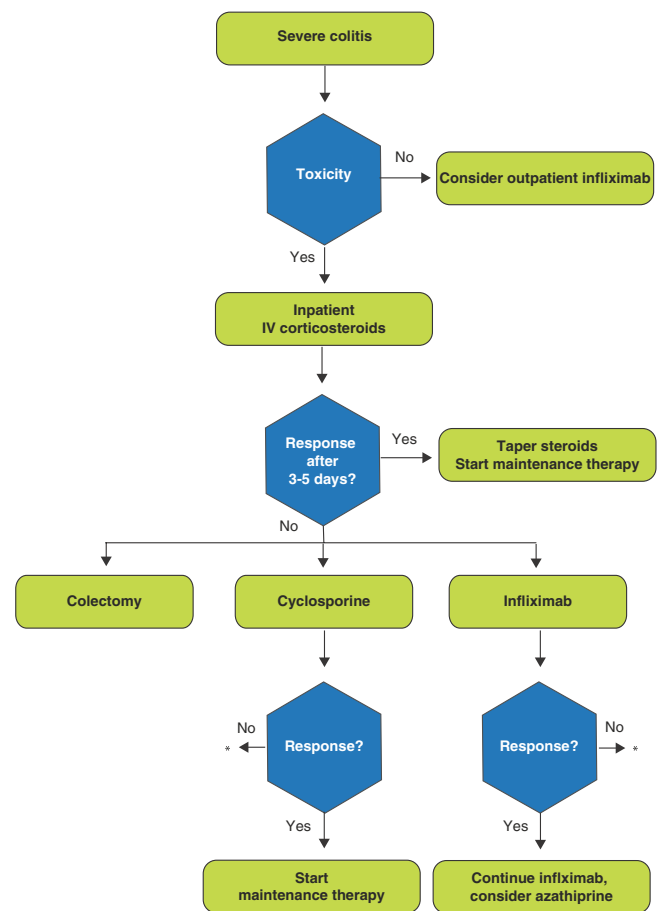 Severe colitis
Toxicity
No
Consider outpatient infliximab
Yes
Inpatient
IV corticosteroids
Response
after
3-5 days?
Yes
Taper steroids
Start maintenance therapy
No
Colectomy
Cyclosporine
Infliximab
Response?
No
*
Response?
No
*
Yes
Yes
Start
maintenance therapy
Continue inflximab,
consider azathiprine